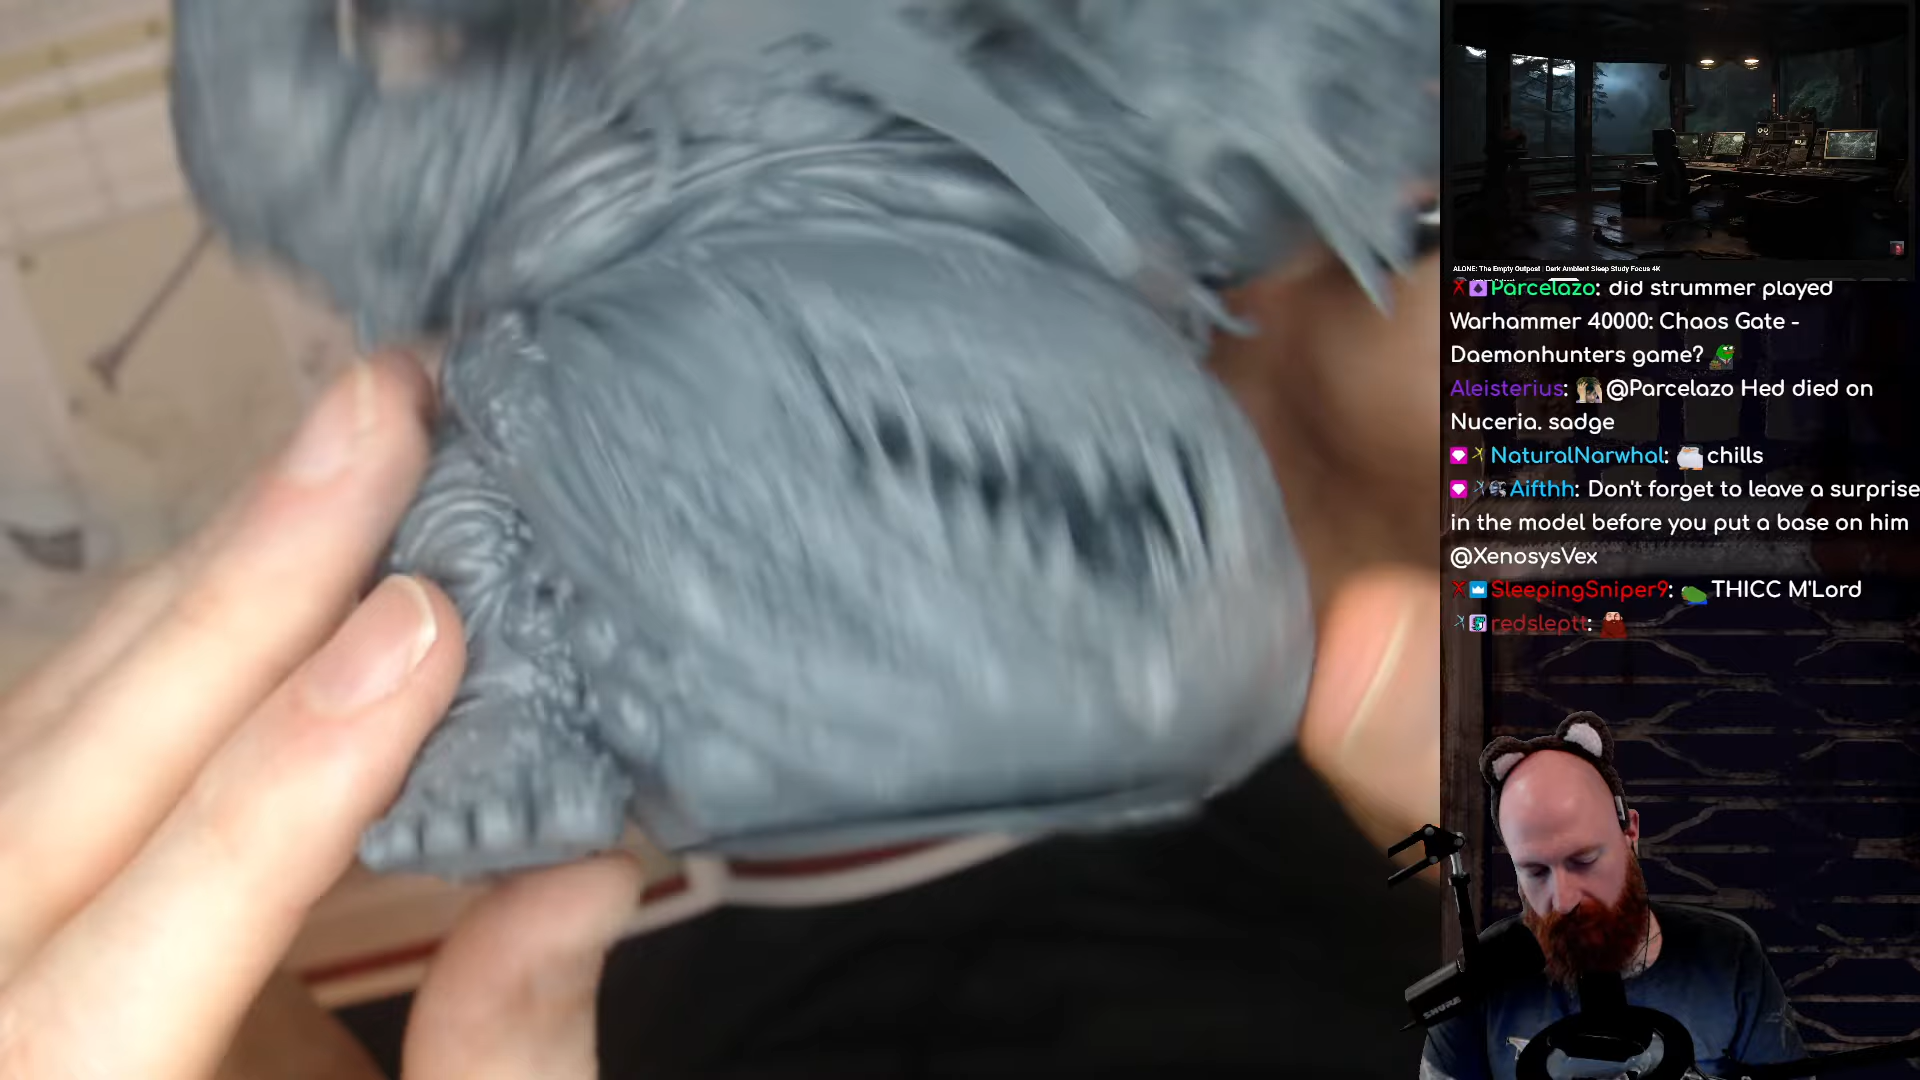 ALONE: The Empty Outpost | Dark Ambient Sleep Study Focus 4K
Parcelazo: did strummer played
Warhammer 40000: Chaos Gate -
Daemonhunters game?
Aleisterius: @Parcelazo Hed died on
Nuceria. sadge
NaturalNarwhal: chills
Aifthh: Don't forget to leave a surprise
in the model before you put a base on him
@XenosysVex
SleepingSniper9: THICC M'Lord
redsleptt:
SHURE